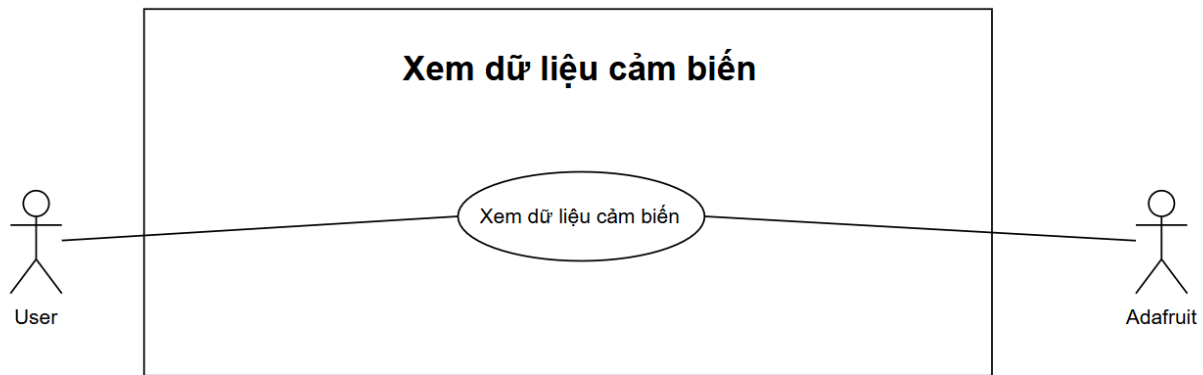 Xem dữ liệu cảm biến
Xem dữ liệu cảm biến
User
Adafruit